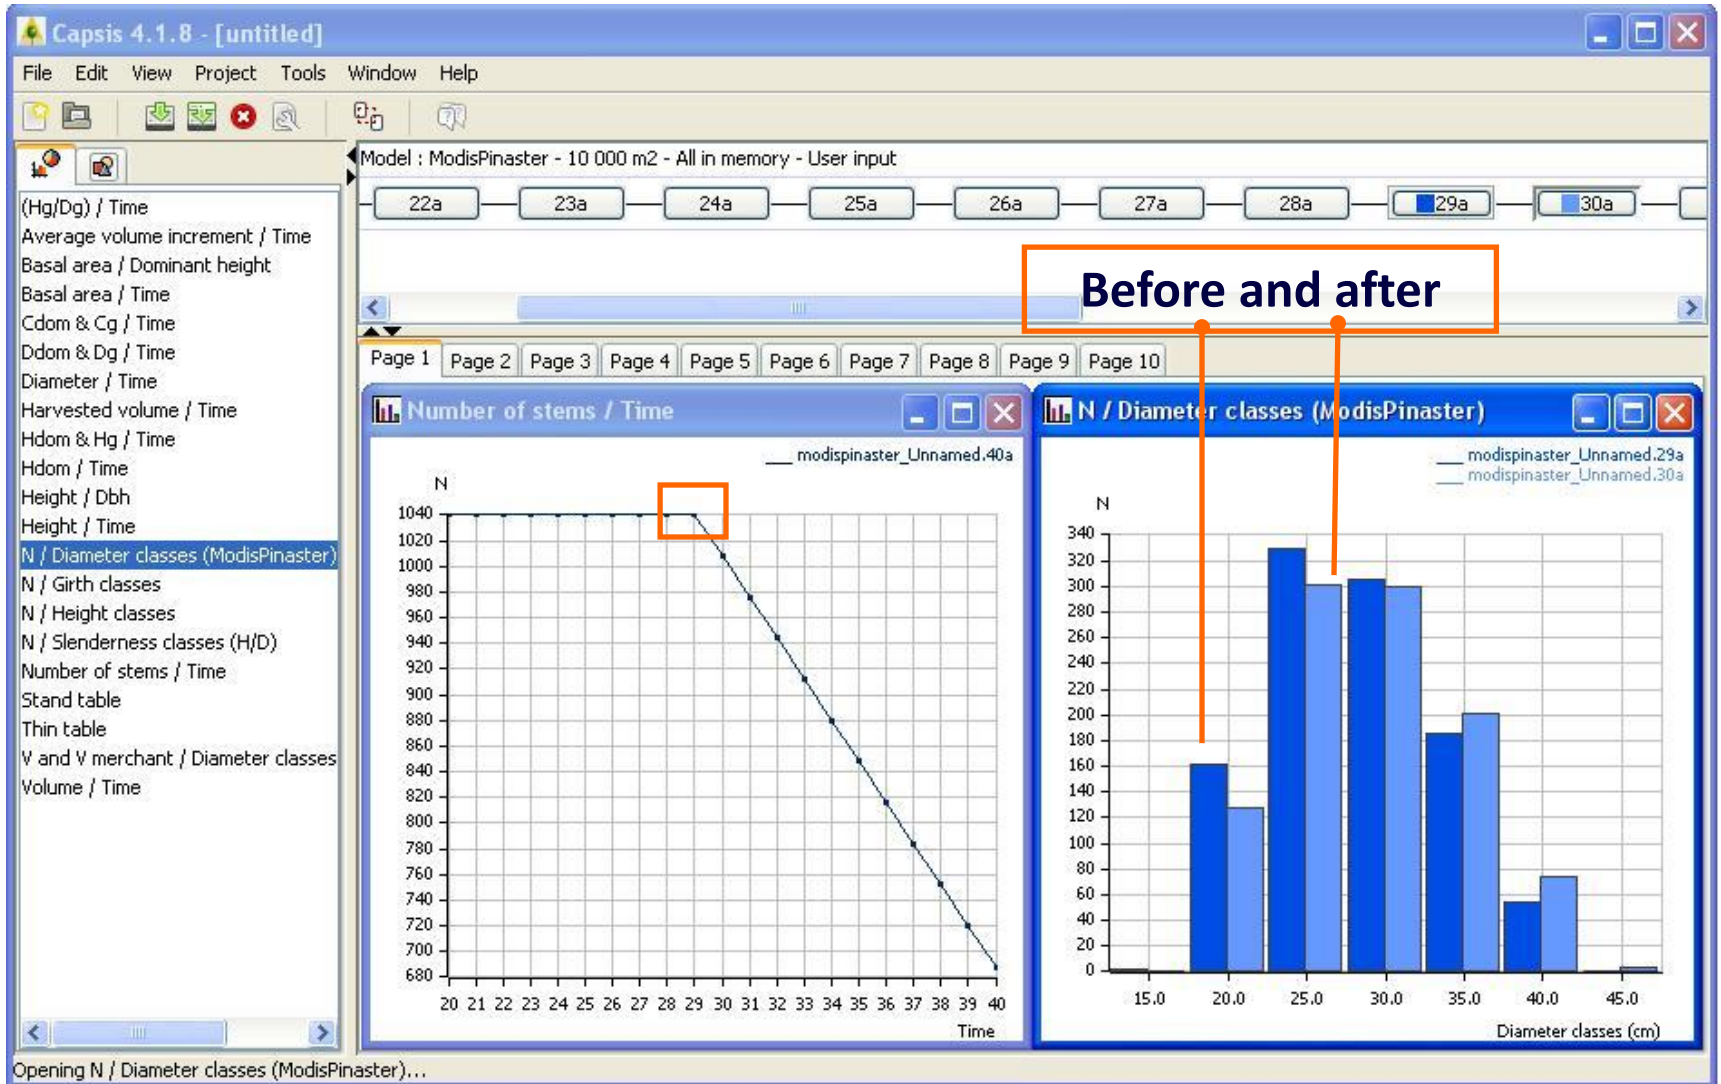 Capsis 4.1.8 - [untitled]
File Edit View Project Tools Window Help
Model : ModisPinaster - 10 000 m2 - All in memory - User input
22a 23a 24a 25a 26a 27a 28a 29a 30a
(Hg/Dg) / Time
Average volume increment / Time
Basal area / Dominant height
Basal area / Time
Cdom & Cg / Time
Ddom & Dg / Time
Diameter / Time
Harvested volume / Time
Hdom & Hg / Time
Hdom / Time
Height / Dbh
Height / Time
N / Diameter classes (ModisPinaster)
N / Girth classes
N / Height classes
N / Slenderness classes (H/D)
Number of stems / Time
Stand table
Thin table
V and V merchant / Diameter classes
Volume / Time
Before and after
Page 1 Page 2 Page 3 Page 4 Page 5 Page 6 Page 7 Page 8 Page 9 Page 10
Number of stems / Time
modispinaster_Unnamed.40a
N
1040
1020
1000
980
960
940
920
900
880
860
840
820
800
780
760
740
720
700
680
20 21 22 23 24 25 26 27 28 29 30 31 32 33 34 35 36 37 38 39 40
Time
N / Diameter classes (ModisPinaster)
modispinaster_Unnamed.29a
modispinaster_Unnamed.30a
N
340
320
300
280
260
240
220
200
180
160
140
120
100
80
60
40
20
0
15.0 20.0 25.0 30.0 35.0 40.0 45.0
Diameter classes (cm)
Opening N / Diameter classes (ModisPinaster)...